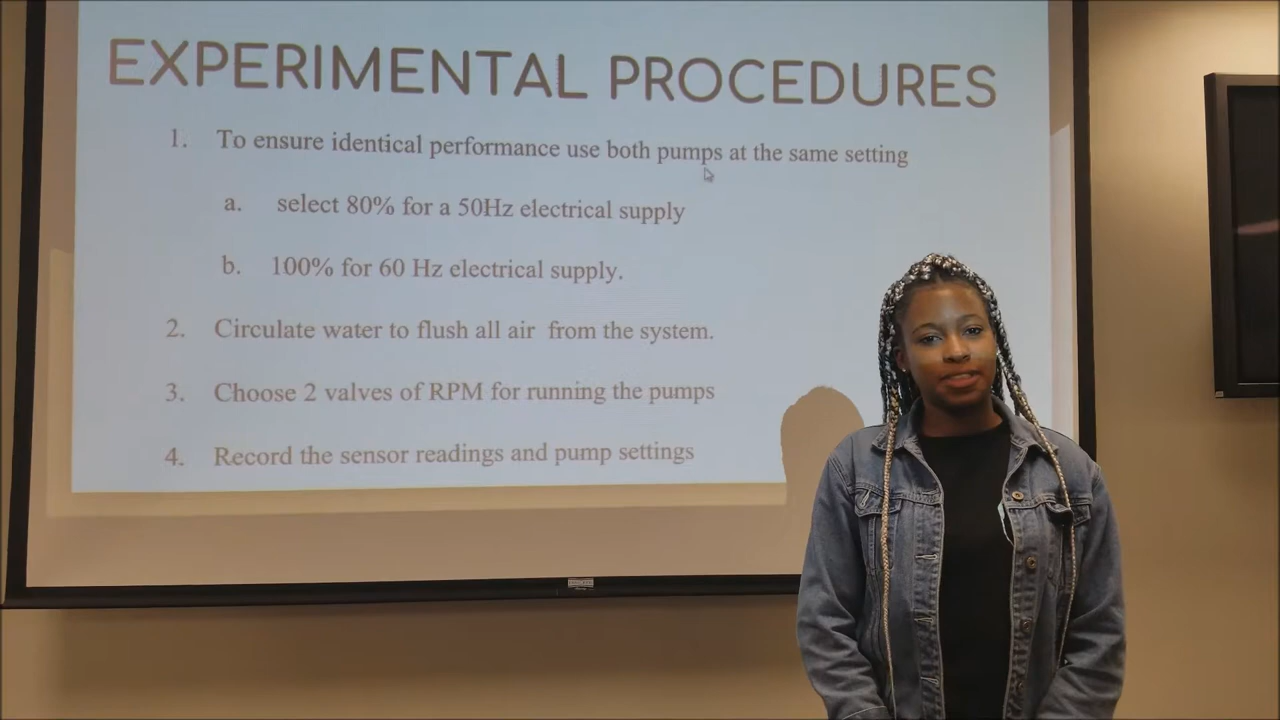 EXPERIMENTAL PROCEDURES
1. To ensure identical performance use both pumps at the same setting
a. select 80% for a 50Hz electrical supply
b. 100% for 60 Hz electrical supply.
2. Circulate water to flush all air from the system.
3. Choose 2 valves of RPM for running the pumps
4. Record the sensor readings and pump settings